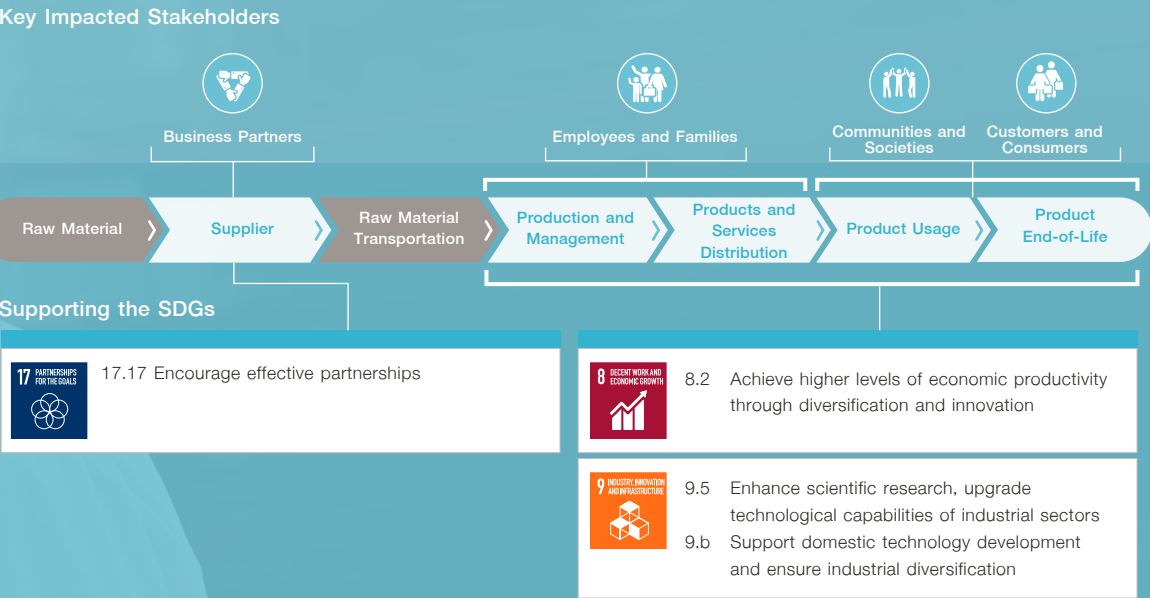 Key Impacted Stakeholders
Business Partners
Employees and Families
Communities and
Societies
Customers and
Consumers
Raw Material
Supplier
Raw Material
Transportation
Production and
Management
Products and
Services
Distribution
Product Usage
Product
End-of-Life
Supporting the SDGs
17 PARTNERSHIPS
FOR THE GOALS
17.17 Encourage effective partnerships
8 DECENT WORK AND
ECONOMIC GROWTH
8.2 Achieve higher levels of economic productivity
through diversification and innovation
9 INDUSTRY, INNOVATION
AND INFRASTRUCTURE
9.5 Enhance scientific research, upgrade
technological capabilities of industrial sectors
9.b Support domestic technology development
and ensure industrial diversification